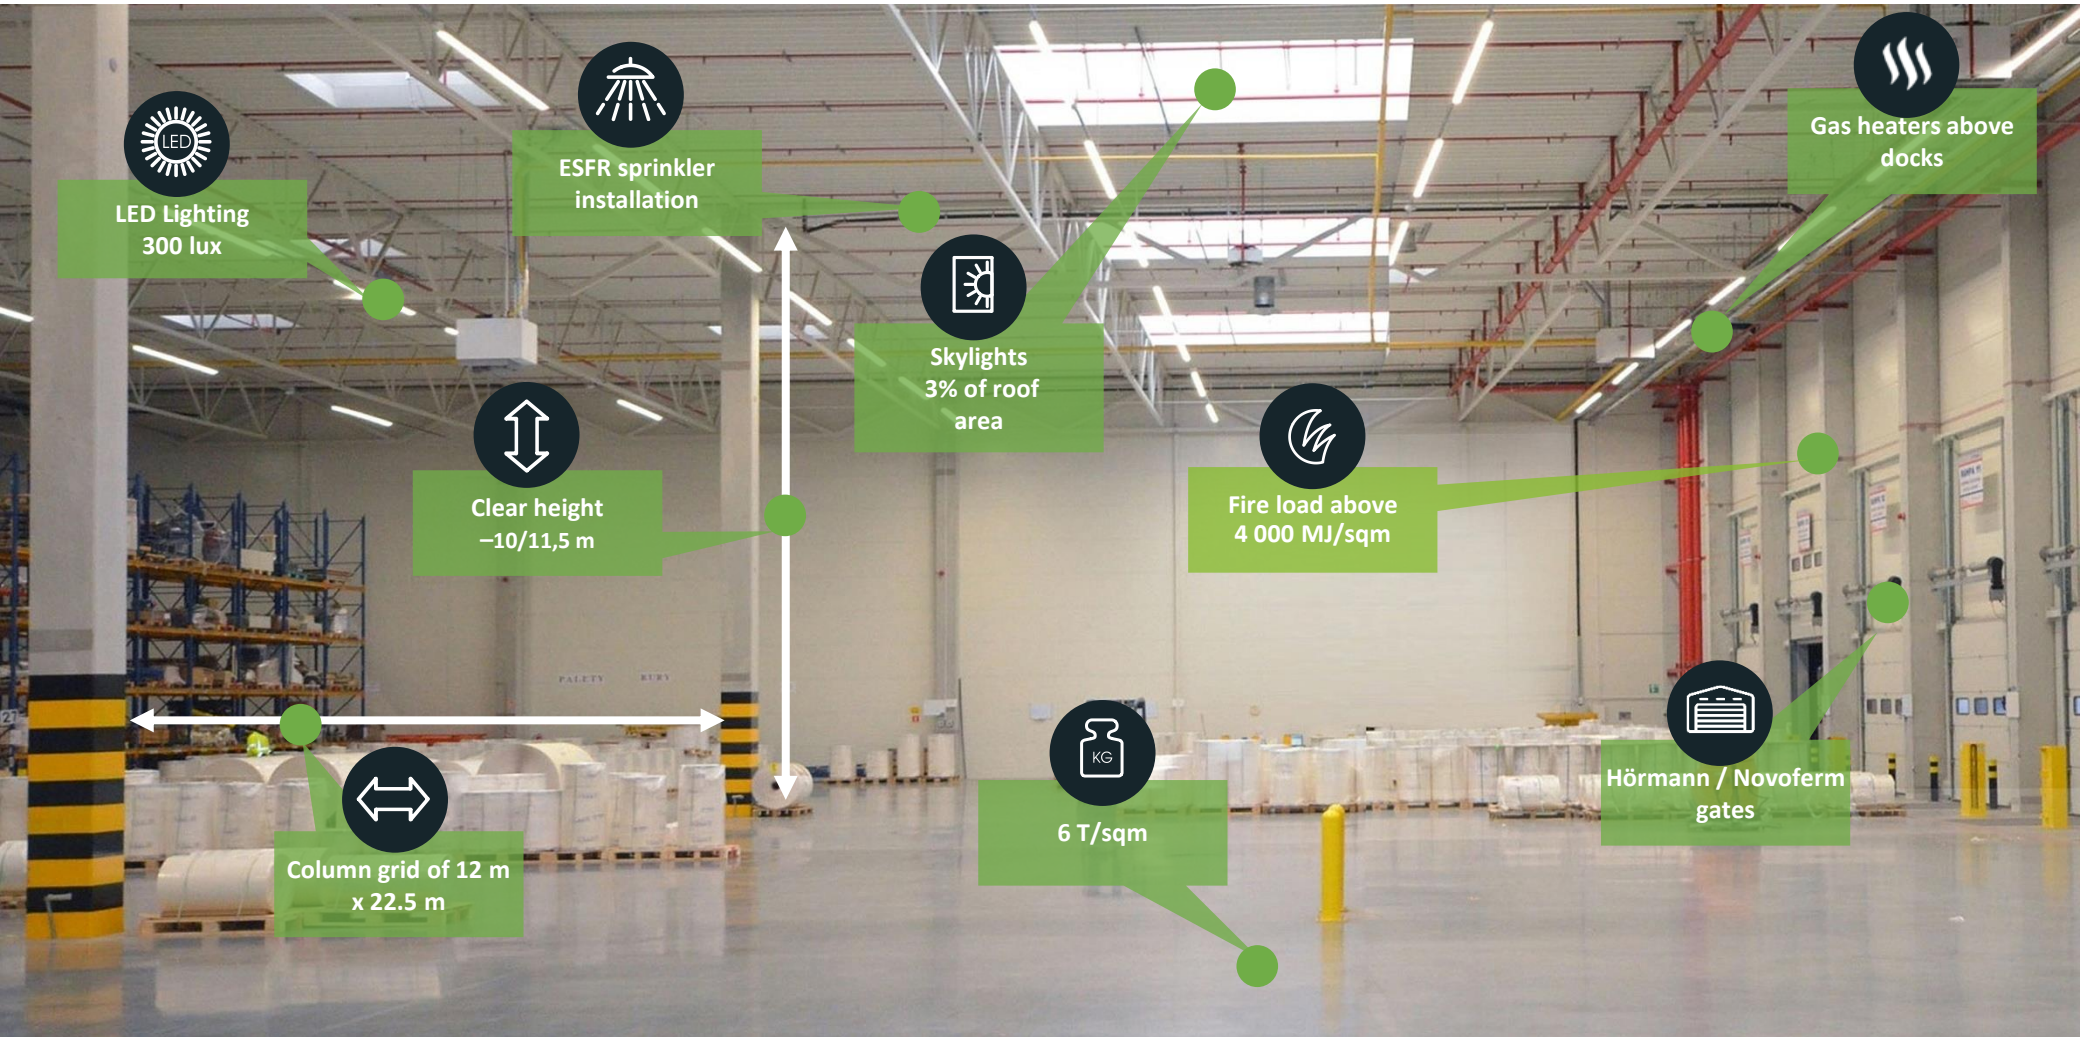 LED
LED Lighting
300 lux
ESFR sprinkler
installation
Gas heaters above
docks
Skylights
3% of roof
area
Clear height
–10/11,5 m
Fire load above
4 000 MJ/sqm
PALETY BURY
27
KG
6 T/sqm
Hörmann / Novoferm
gates
Column grid of 12 m
x 22.5 m